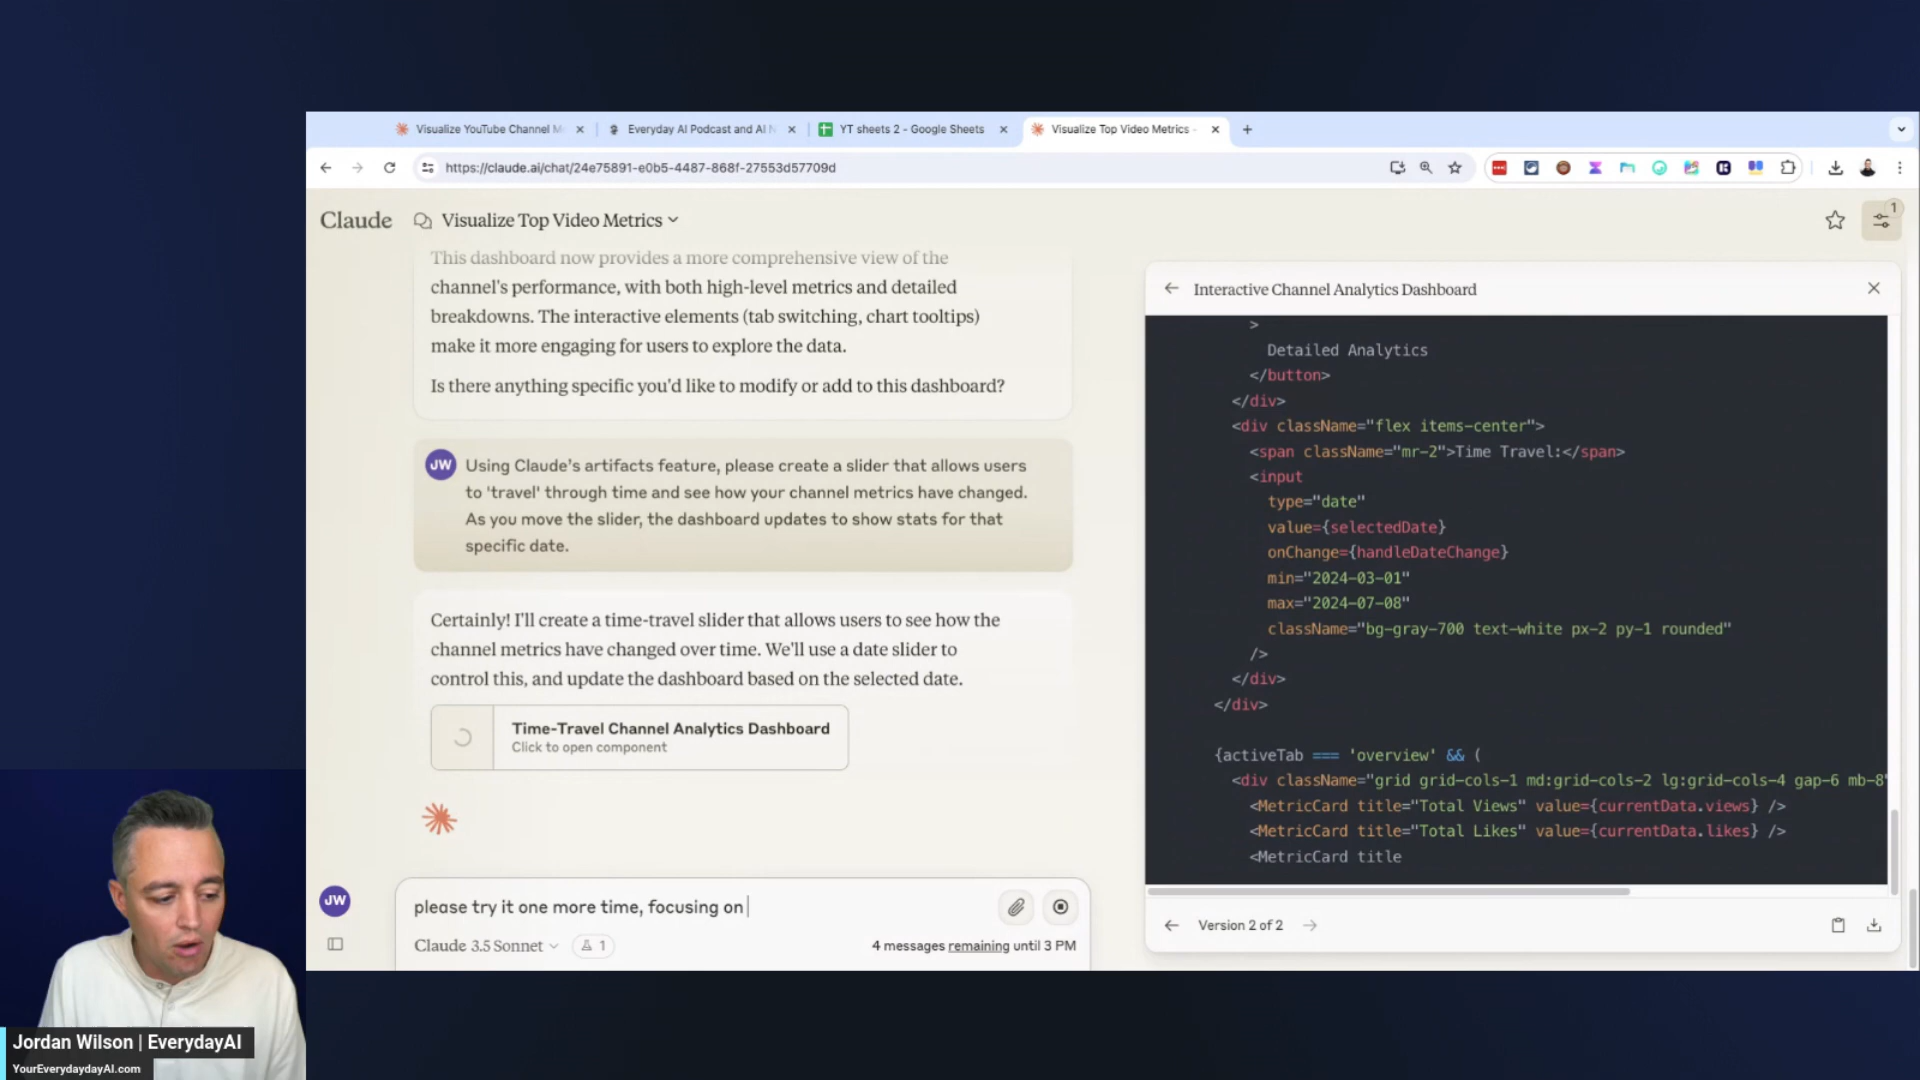 Visualize YouTube Channel M
Everyday AI Podcast and AI N
YT sheets 2 - Google Sheets
Visualize Top Video Metrics -
https://claude.ai/chat/24e75891-e0b5-4487-868f-27553d57709d
Claude
Visualize Top Video Metrics
1
This dashboard now provides a more comprehensive view of the
channel's performance, with both high-level metrics and detailed
breakdowns. The interactive elements (tab switching, chart tooltips)
make it more engaging for users to explore the data.
Is there anything specific you'd like to modify or add to this dashboard?
JW
Using Claude's artifacts feature, please create a slider that allows users
to 'travel' through time and see how your channel metrics have changed.
As you move the slider, the dashboard updates to show stats for that
specific date.
Certainly! I'll create a time-travel slider that allows users to see how the
channel metrics have changed over time. We'll use a date slider to
control this, and update the dashboard based on the selected date.
Time-Travel Channel Analytics Dashboard
Click to open component
JW
please try it one more time, focusing on
Claude 3.5 Sonnet
1
4 messages remaining until 3 PM
Interactive Channel Analytics Dashboard
>
Detailed Analytics
</button>
</div>
<div className="flex items-center">
<span className="mr-2">Time Travel:</span>
<input
type="date"
value={selectedDate}
onChange={handleDateChange}
min="2024-03-01"
max="2024-07-08"
className="bg-gray-700 text-white px-2 py-1 rounded"
/>
</div>
</div>
{activeTab === 'overview' && (
<div className="grid grid-cols-1 md:grid-cols-2 lg:grid-cols-4 gap-6 mb-8"
<MetricCard title="Total Views" value={currentData.views} />
<MetricCard title="Total Likes" value={currentData.likes} />
<MetricCard title
Version 2 of 2
Jordan Wilson | EverydayAI
YourEverydaydayAI.com